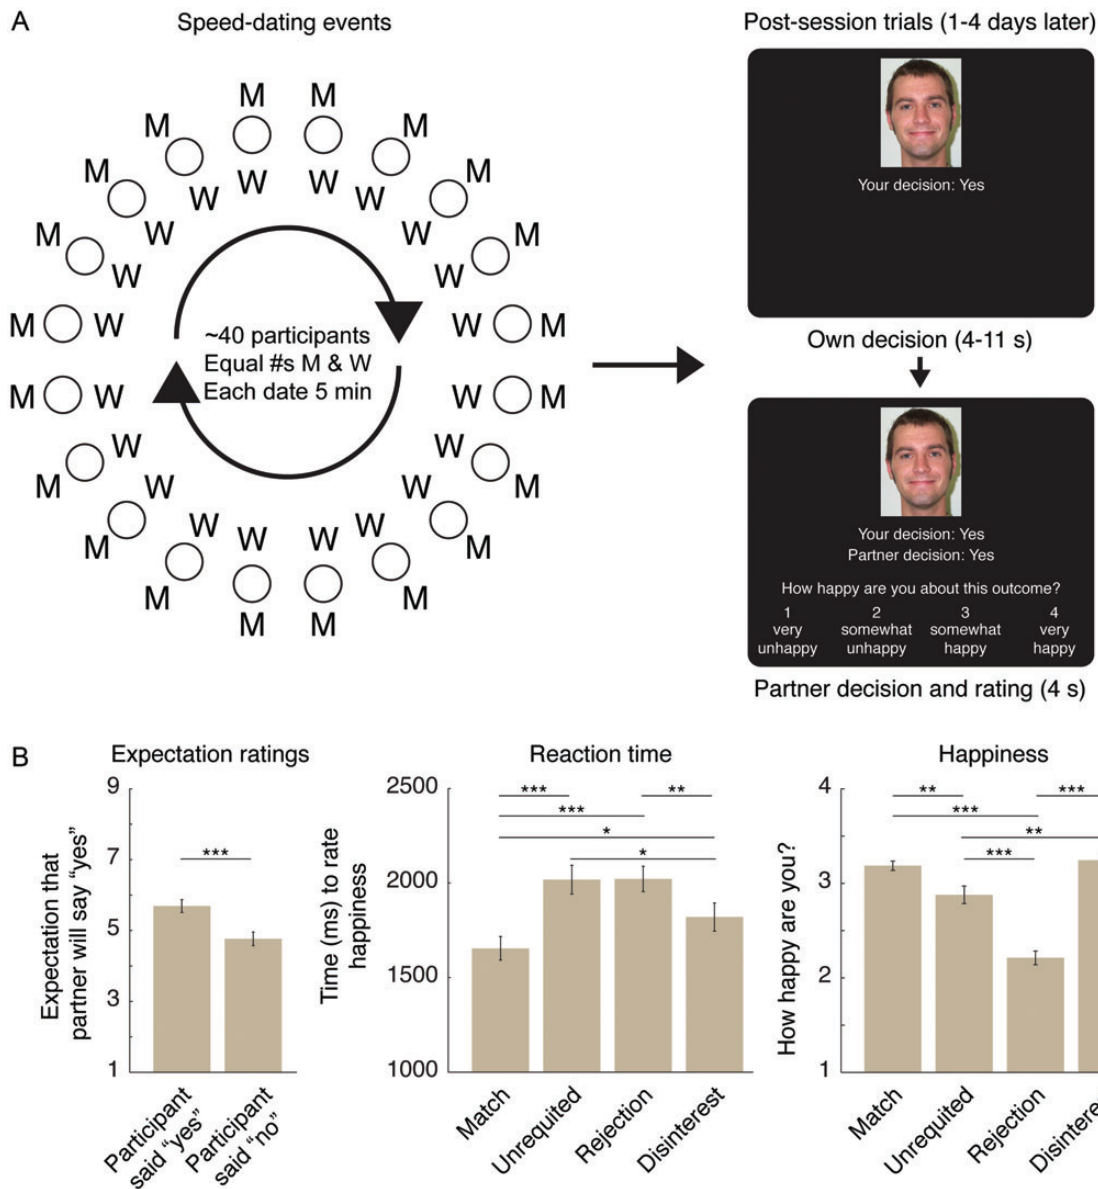 A
Speed-dating events
M M
M M
M M
W W
W W
M W W M
W W
M W W M
~40 participants
Equal #s M & W
Each date 5 min
M W W M
W W
M W W M
W W
W W
M M
M M
M M
Post-session trials (1-4 days later)
Your decision: Yes
Own decision (4-11 s)
Your decision: Yes
Partner decision: Yes
How happy are you about this outcome?
1 2 3 4
very somewhat somewhat very
unhappy unhappy happy happy
Partner decision and rating (4 s)
B
Expectation ratings
Expectation that
partner will say “yes”
9
7
5
3
1
***
Participant
said “yes”
Participant
said “no”
Reaction time
Time (ms) to rate
happiness
2500
2000
1500
1000
*** **
***
*
*
Match
Unrequited
Rejection
Disinterest
Happiness
How happy are you?
4
3
2
1
** ***
***
**
***
Match
Unrequited
Rejection
Disinterest